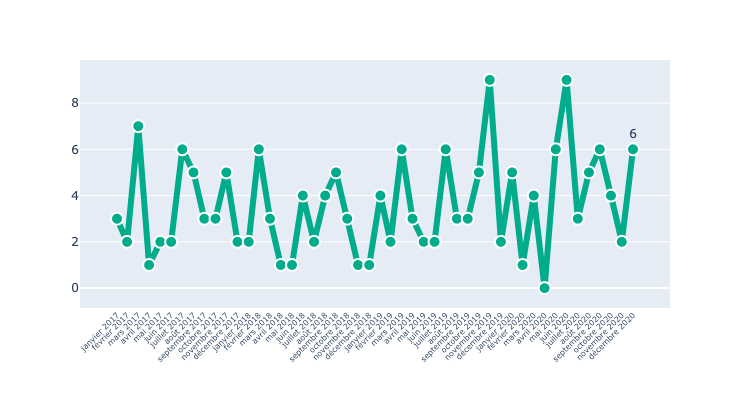 8
6
6
4
2
0
janvier 2017
février 2017
mars 2017
avril 2017
mai 2017
juin 2017
juillet 2017
août 2017
septembre 2017
octobre 2017
novembre 2017
décembre 2017
janvier 2018
février 2018
mars 2018
avril 2018
mai 2018
juin 2018
juillet 2018
août 2018
septembre 2018
octobre 2018
novembre 2018
décembre 2018
janvier 2019
février 2019
mars 2019
avril 2019
mai 2019
juin 2019
juillet 2019
août 2019
septembre 2019
octobre 2019
novembre 2019
décembre 2019
janvier 2020
février 2020
mars 2020
avril 2020
mai 2020
juin 2020
juillet 2020
août 2020
septembre 2020
octobre 2020
novembre 2020
décembre 2020